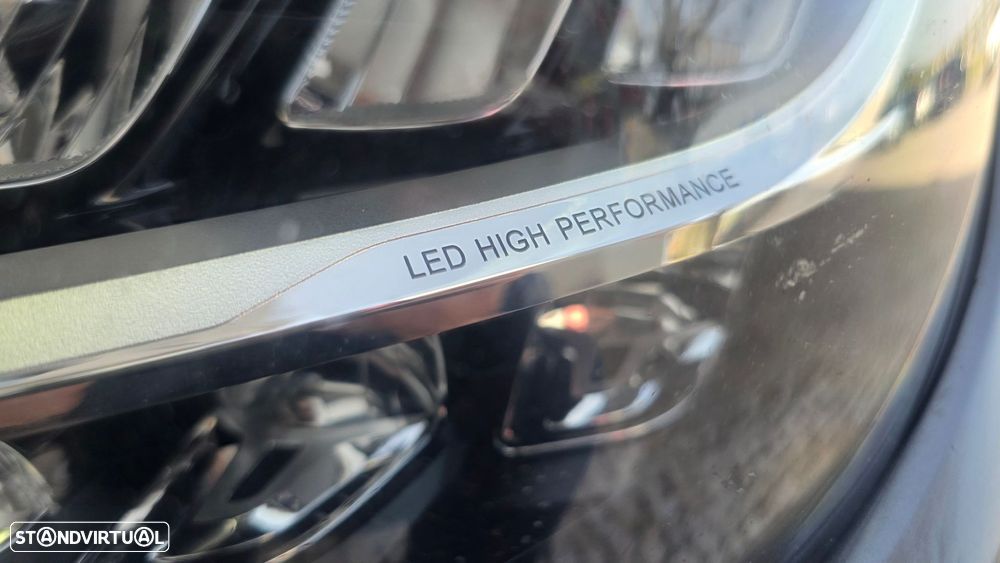 LED HIGH PERFORMANCE
STANDVIRTUAL